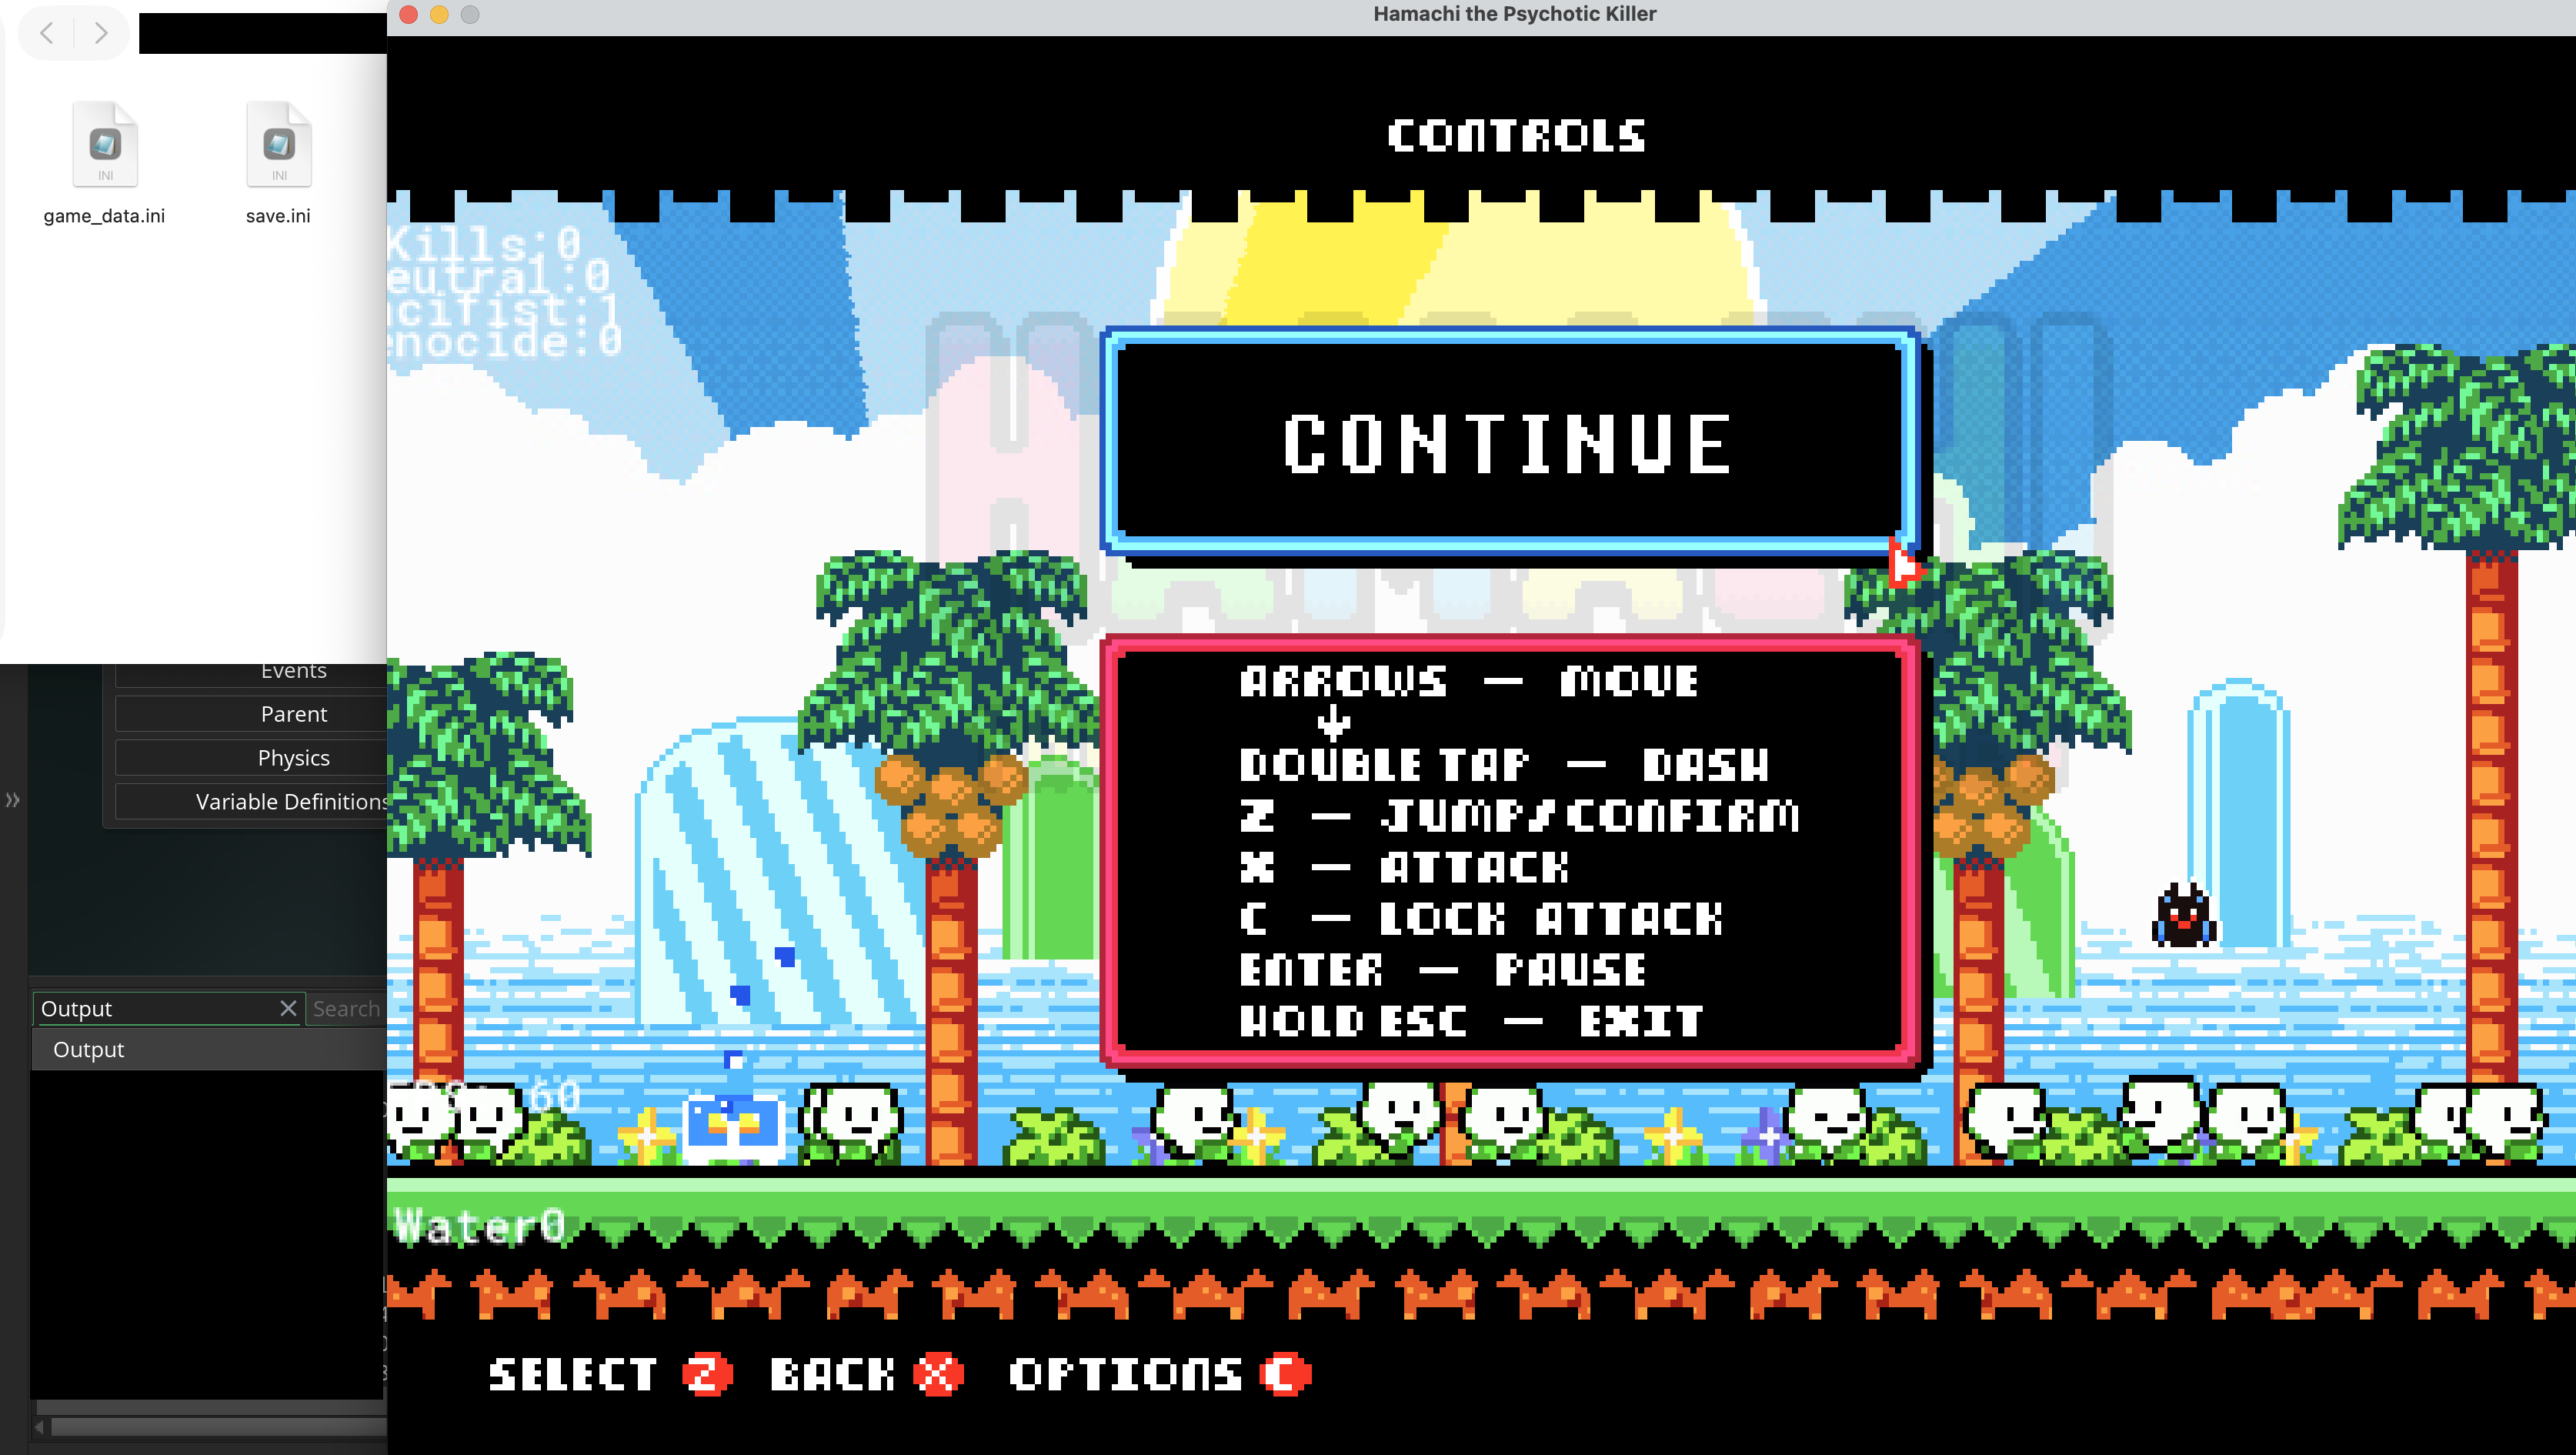 Hamachi the Psychotic Killer
INI
INI
game_data.ini
save.ini
CONTROLS
Kills:0
eutral:0
cifist:1
enocide:0
CONTINUE
ARROWS — MOVE
↓
DOUBLE TAP — DASH
Z — JUMP/CONFIRM
X — ATTACK
C — LOCK ATTACK
ENTER — PAUSE
HOLD ESC — EXIT
Events
Parent
Physics
Variable Definitions
Output
Search
Output
60
Water0
SELECT Z BACK X OPTIONS C